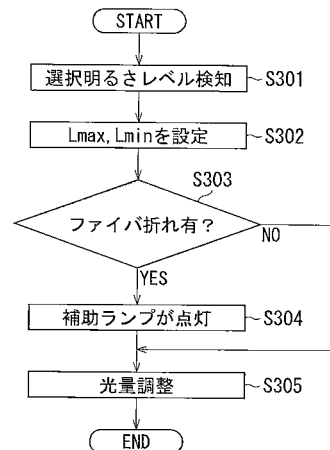 START
選択明るさレベル検知 S301
Lmax,Lminを設定 S302
S303
ファイバ折れ有?
NO
YES
補助ランプが点灯 S304
光量調整 S305
END